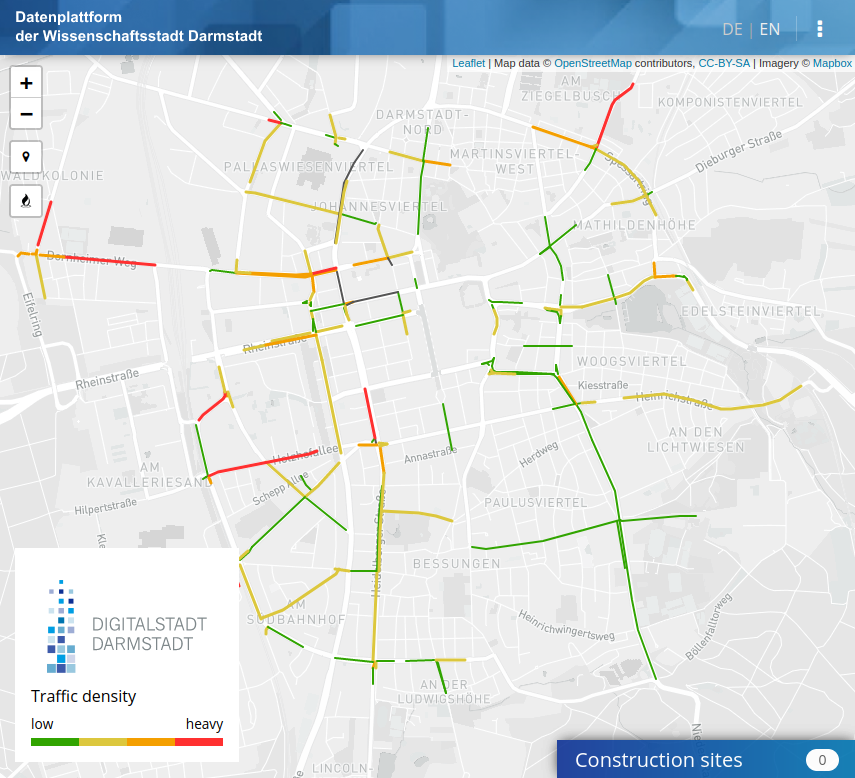 Datenplattform
der Wissenschaftsstadt Darmstadt
DE | EN
Leaflet | Map data © OpenStreetMap contributors, CC-BY-SA | Imagery © Mapbox
+
−
AM
ZIEGELBUSCH
KOMPONISTENVIERTEL
DARMSTADT-
NORD
Dieburger Straße
MARTINSVIERTEL-
WEST
PALLASWIESENVIERTEL
WALDKOLONIE
Spessartring
JOHANNESVIERTEL
MATHILDENHÖHE
Dornheimer Weg
Eifelring
EDELSTEINVIERTEL
Rheinstraße
WOOGSVIERTEL
Rheinstraße
Kiesstraße
Heinrichstraße
AN DEN
LICHTWIESEN
Holzhofallee
Annastraße
Herdweg
AM
KAVALLERIESAND
Schepp Allee
Hilpertstraße
PAULUSVIERTEL
Heidelberger Straße
BESSUNGEN
AM
SÜDBAHNHOF
Heinrichwingertsweg
Böllenfalltorweg
AN DER
LUDWIGSHÖHE
LINCOLN-
DIGITALSTADT
DARMSTADT
Traffic density
low heavy
Construction sites 0